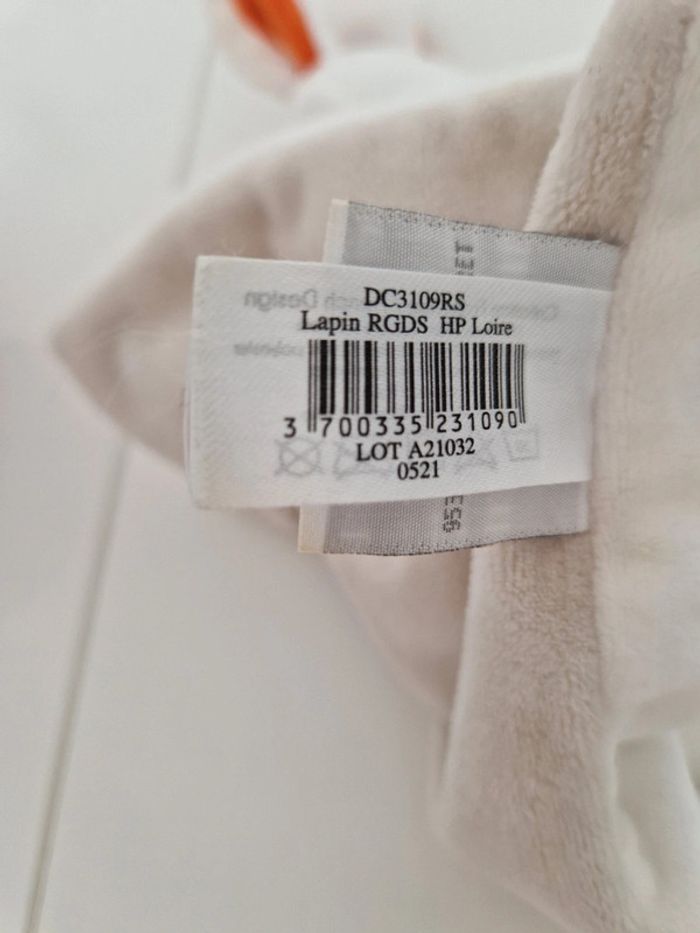 DC3109RS
Lapin RGDS HP Loire
3 700335 231090
LOT A21032
0521